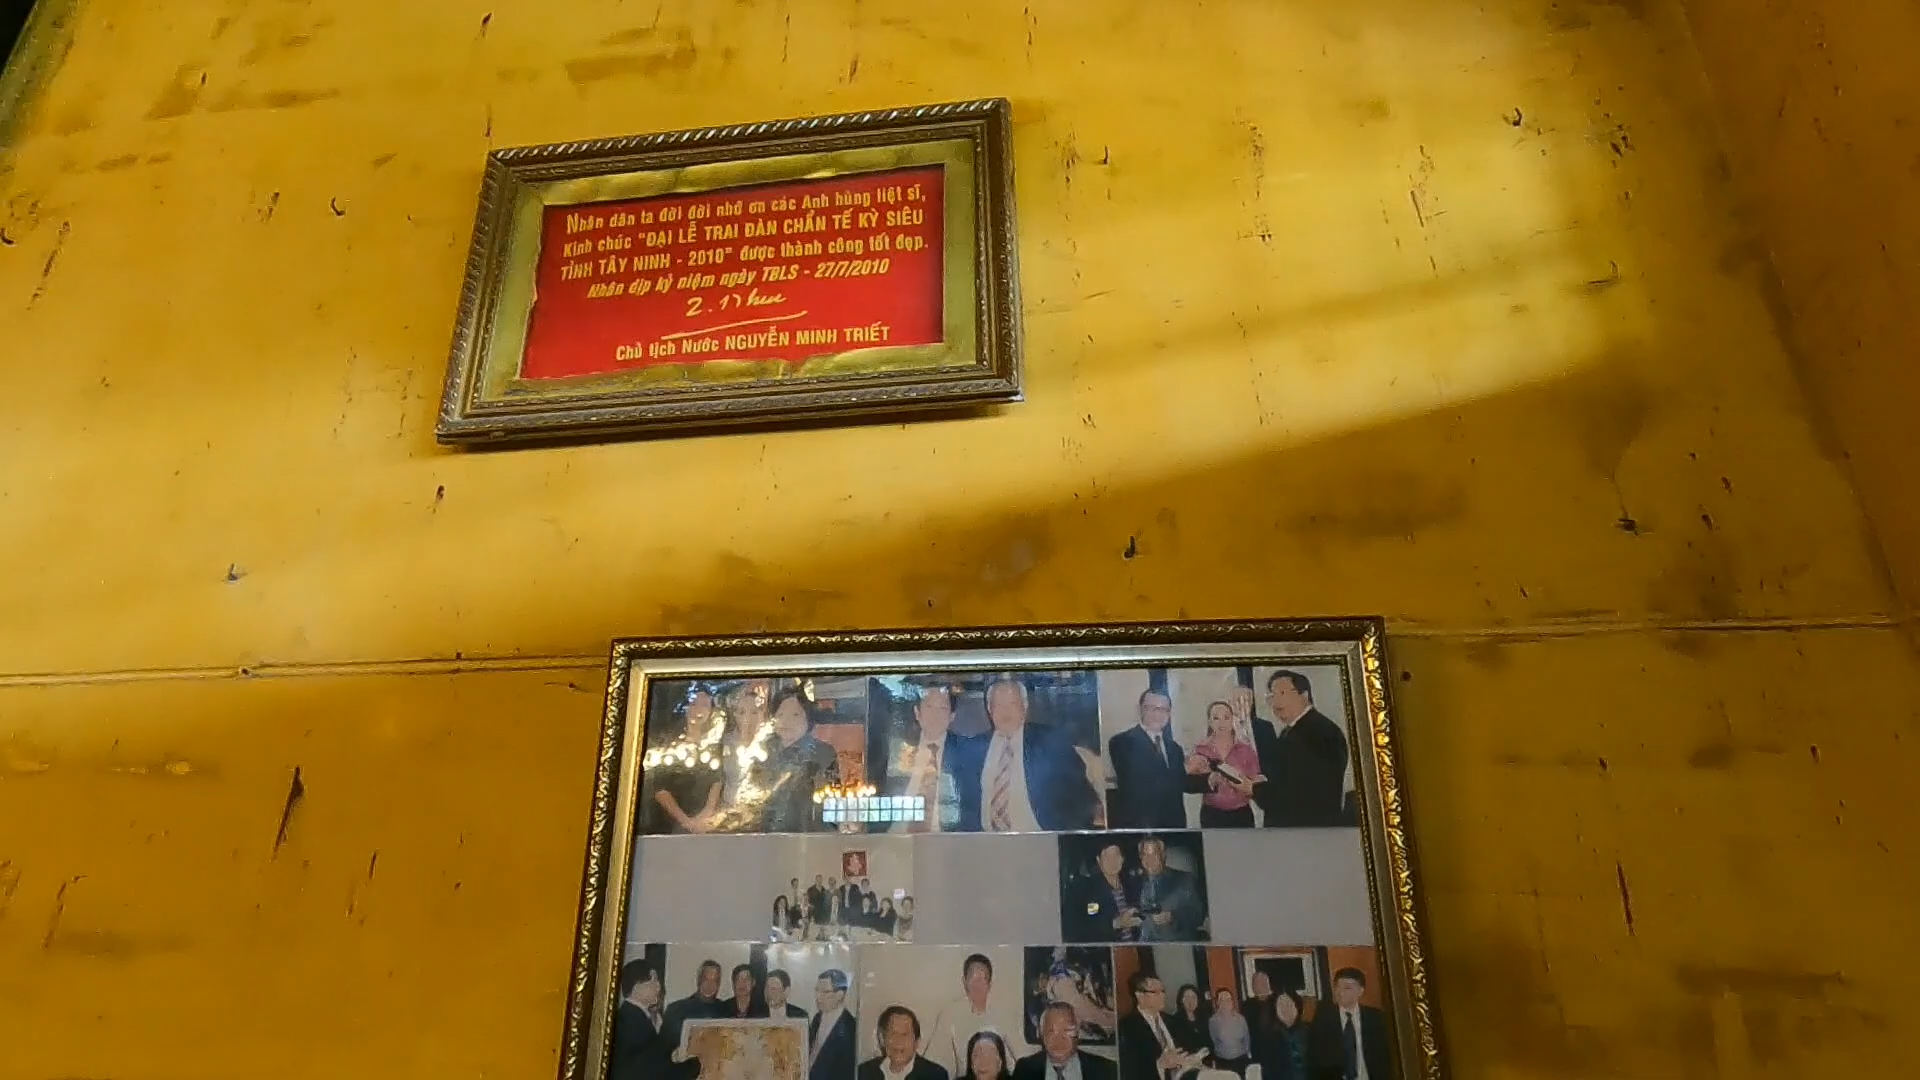 Nhân dân ta đời đời nhớ ơn các Anh hùng liệt sĩ,
Kính chúc "ĐẠI LỄ TRAI ĐÀN CHẨN TẾ KỲ SIÊU
TỈNH TÂY NINH - 2010" được thành công tốt đẹp.
Nhân dịp kỷ niệm ngày TBLS - 27/7/2010
Chủ tịch Nước NGUYỄN MINH TRIẾT